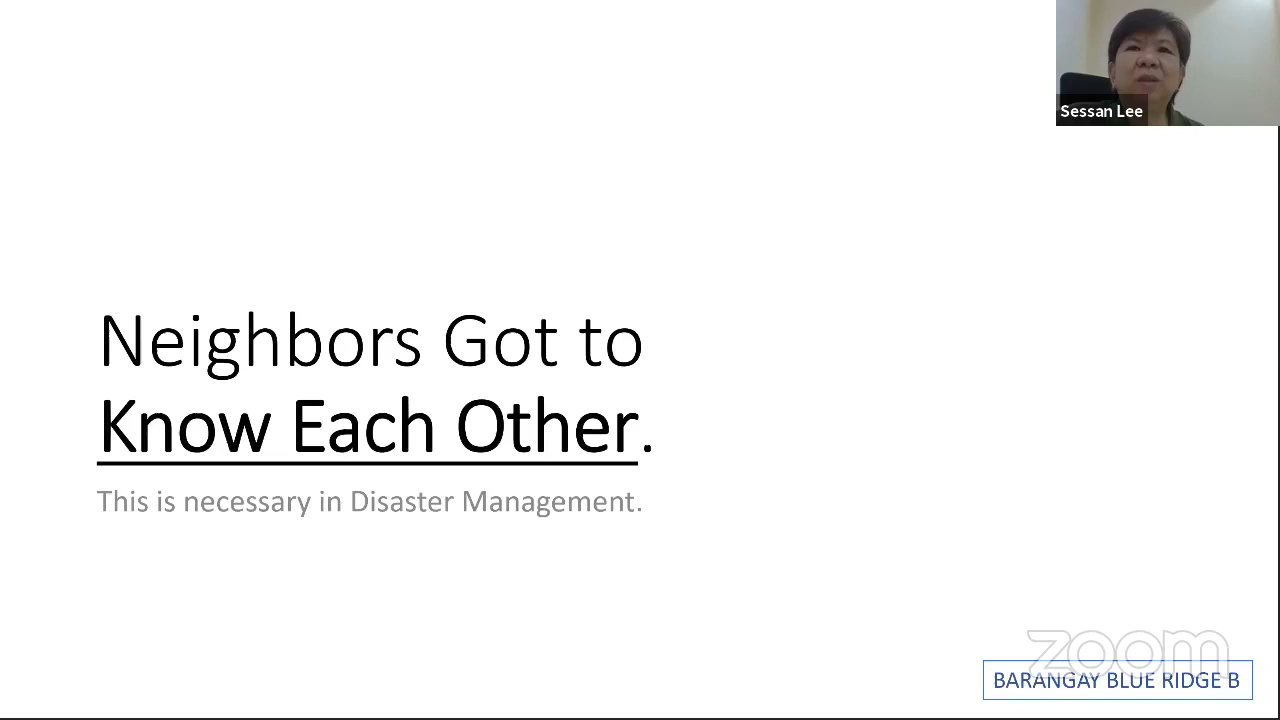 Sessan Lee
Neighbors Got to
Know Each Other.
This is necessary in Disaster Management.
zoom
BARANGAY BLUE RIDGE B